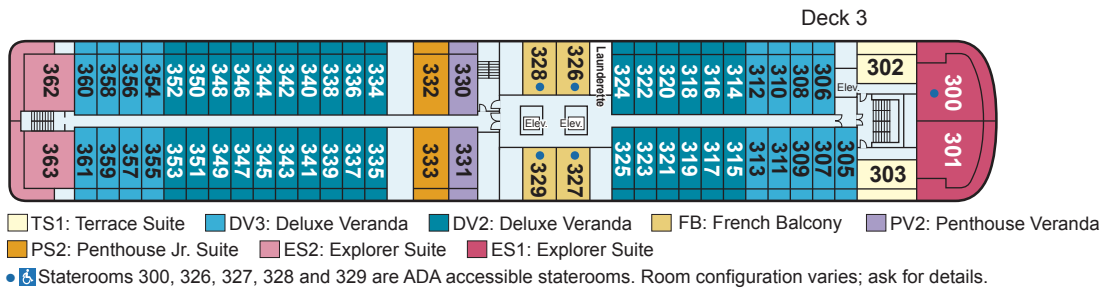 Deck 3
362 360 358 356 354 352 350 348 346 344 342 340 338 336 334 332 330 328 326 Launderette 324 322 320 318 316 314 312 310 308 306 Elev. 302 300
Elev. Elev.
363 361 359 357 355 353 351 349 347 345 343 341 339 337 335 333 331 329 327 325 323 321 319 317 315 313 311 309 307 305 303 301
TS1: Terrace Suite DV3: Deluxe Veranda DV2: Deluxe Veranda FB: French Balcony PV2: Penthouse Veranda
PS2: Penthouse Jr. Suite ES2: Explorer Suite ES1: Explorer Suite
• Staterooms 300, 326, 327, 328 and 329 are ADA accessible staterooms. Room configuration varies; ask for details.